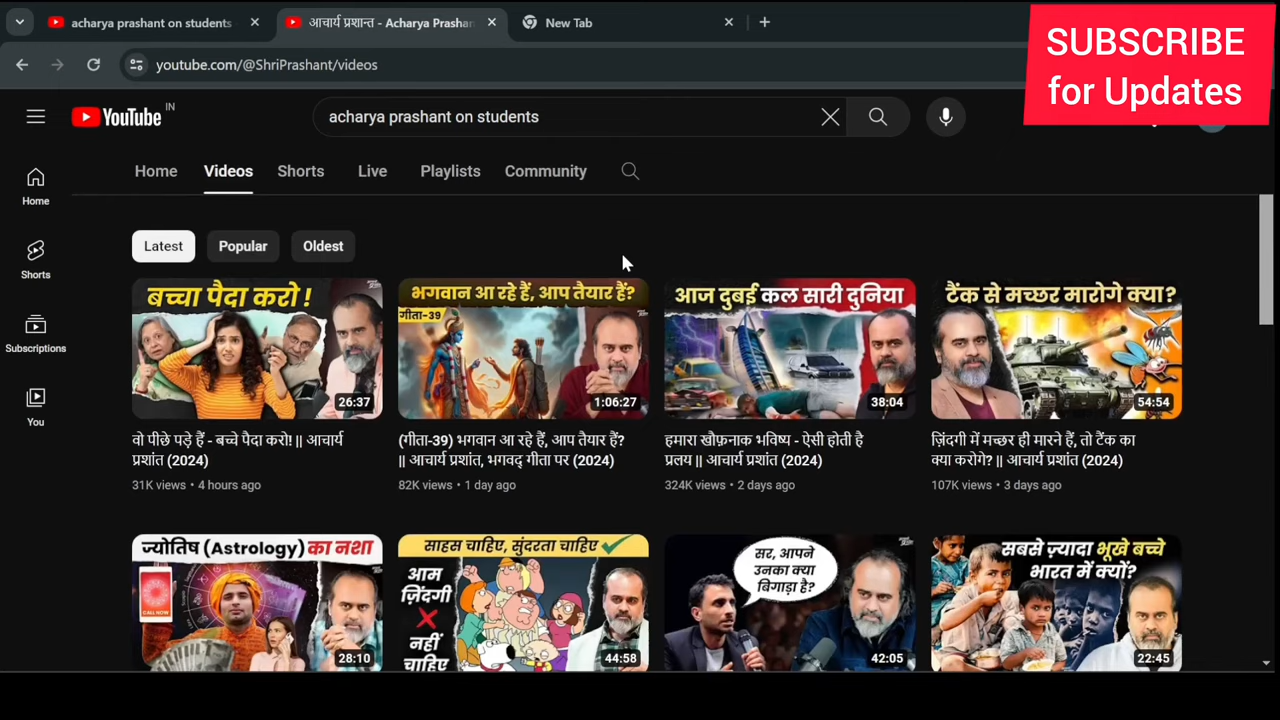 acharya prashant on students
आचार्य प्रशान्त - Acharya Prashan
New Tab
SUBSCRIBE
for Updates
youtube.com/@ShriPrashant/videos
YouTube IN
acharya prashant on students
Home
Videos
Shorts
Live
Playlists
Community
Home
Shorts
Subscriptions
You
Latest
Popular
Oldest
बच्चा पैदा करो !
26:37
वो पीछे पड़े हैं - बच्चे पैदा करो! || आचार्य
प्रशांत (2024)
31K views • 4 hours ago
भगवान आ रहे हैं, आप तैयार हैं?
गीता-39
1:06:27
(गीता-39) भगवान आ रहे हैं, आप तैयार हैं?
|| आचार्य प्रशांत, भगवद् गीता पर (2024)
82K views • 1 day ago
आज दुबई कल सारी दुनिया
38:04
हमारा खौफ़नाक भविष्य - ऐसी होती है
प्रलय || आचार्य प्रशांत (2024)
324K views • 2 days ago
टैंक से मच्छर मारोगे क्या?
54:54
ज़िंदगी में मच्छर ही मारने हैं, तो टैंक का
क्या करोगे? || आचार्य प्रशांत (2024)
107K views • 3 days ago
ज्योतिष (Astrology) का नशा
CALL NOW
28:10
साहस चाहिए, सुंदरता चाहिए
आम
ज़िंदगी
नहीं
चाहिए
44:58
सर, आपने
उनका क्या
बिगाड़ा है?
42:05
सबसे ज़्यादा भूखे बच्चे
भारत में क्यों?
22:45